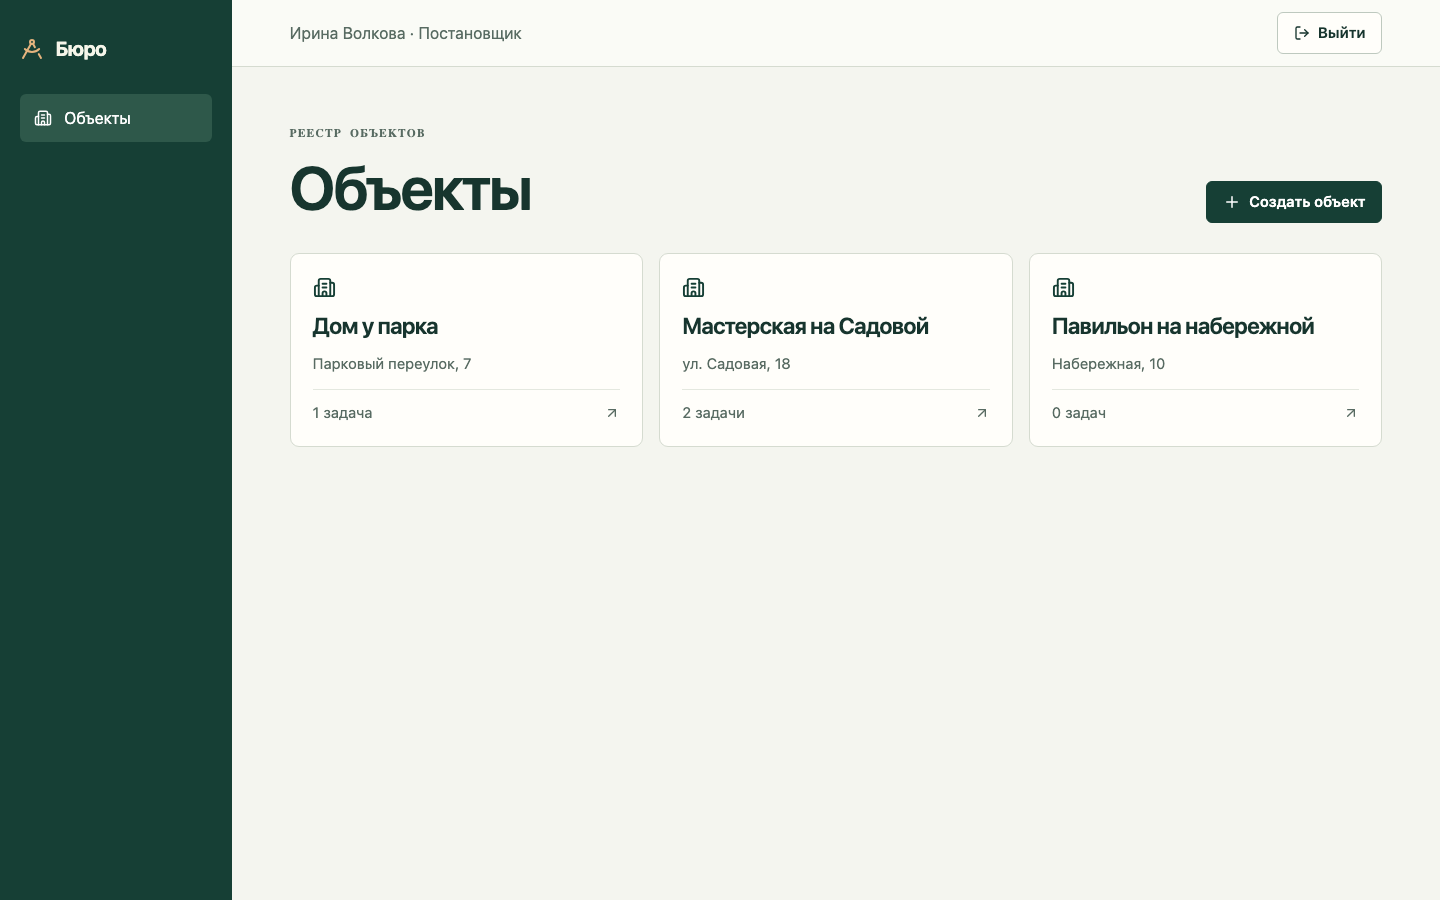 Бюро
Объекты
Ирина Волкова · Постановщик
Выйти
РЕЕСТР ОБЪЕКТОВ
Объекты
Создать объект
Дом у парка
Парковый переулок, 7
1 задача
Мастерская на Садовой
ул. Садовая, 18
2 задачи
Павильон на набережной
Набережная, 10
0 задач